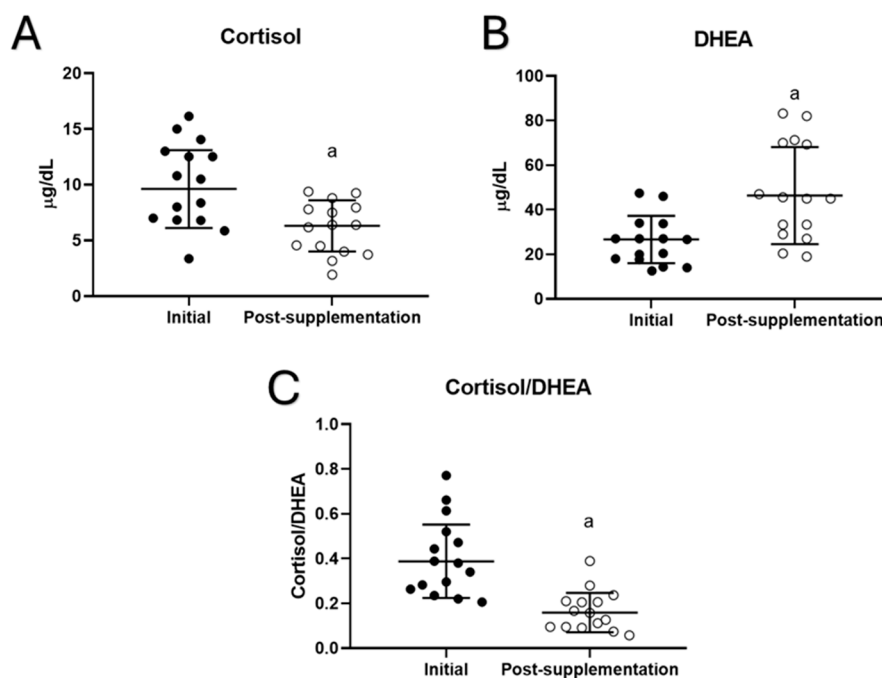 A
Cortisol
20
15
10
5
0
µg/dL
a
Initial
Post-supplementation
B
DHEA
100
80
60
40
20
0
µg/dL
a
Initial
Post-supplementation
C
Cortisol/DHEA
1.0
0.8
0.6
0.4
0.2
0.0
Cortisol/DHEA
a
Initial
Post-supplementation